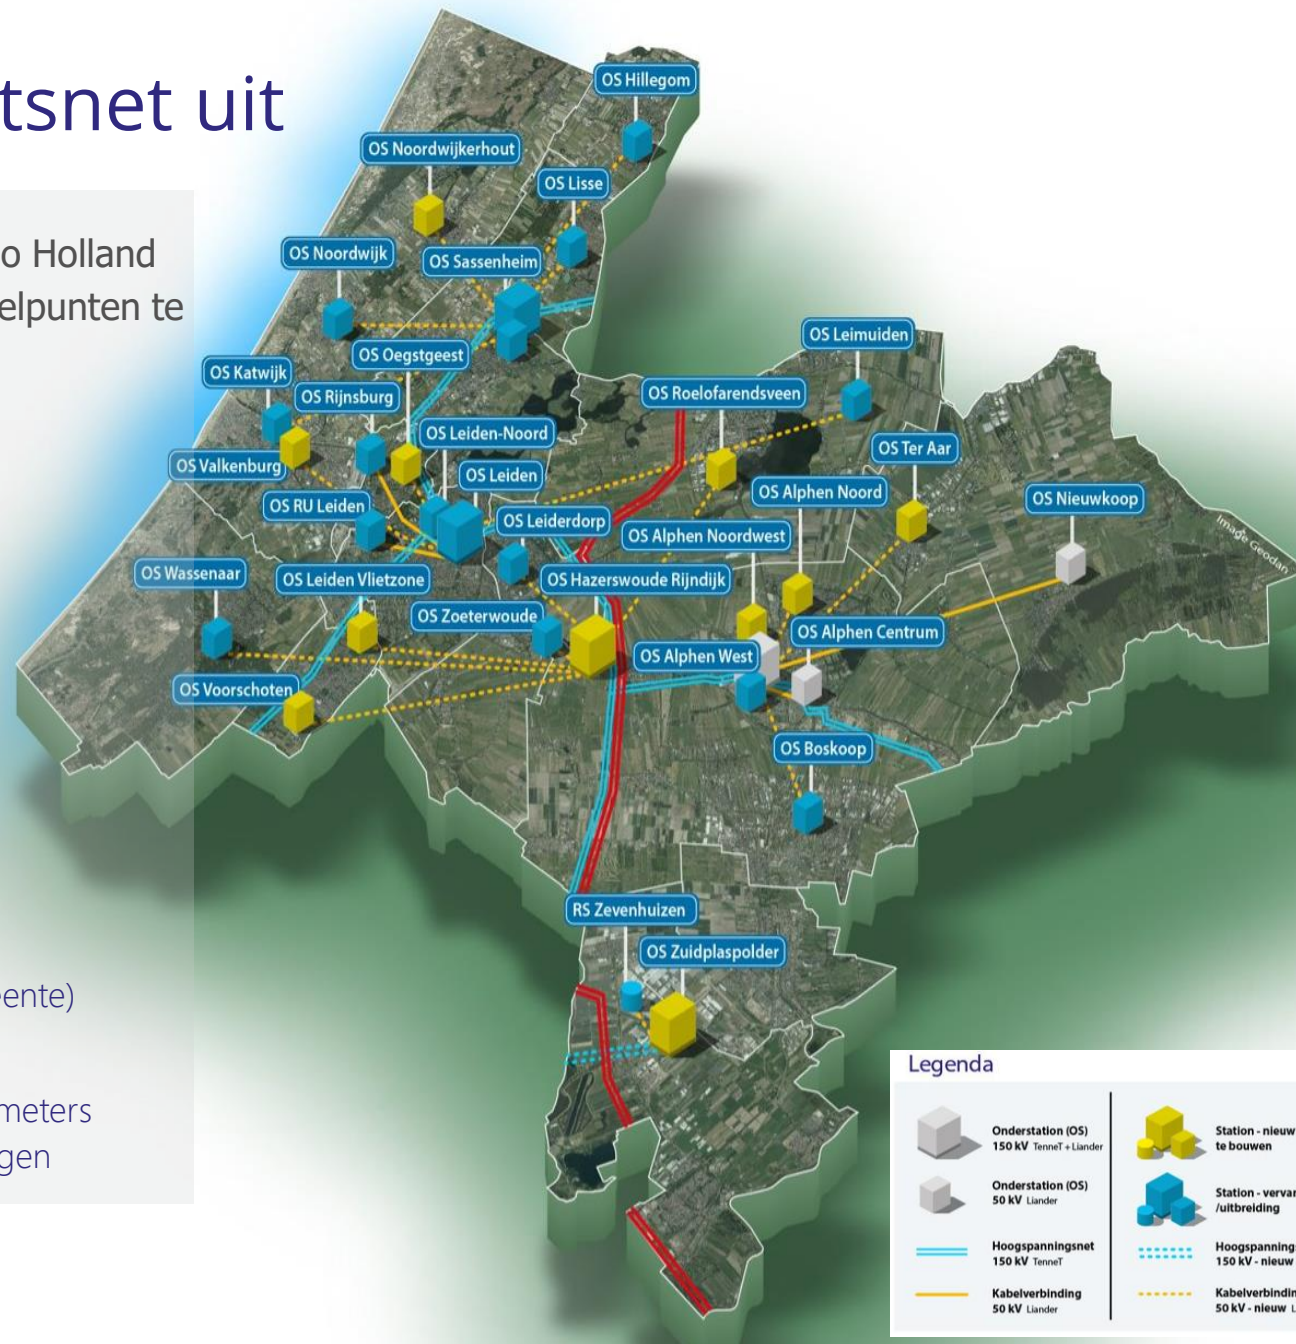 tsnet uit
o Holland
elpunten te
eente)
meters
gen
OS Hillegom
OS Noordwijkerhout
OS Lisse
OS Noordwijk
OS Sassenheim
OS Leimuiden
OS Oegstgeest
OS Katwijk
OS Rijnsburg
OS Roelofarendsveen
OS Leiden-Noord
OS Ter Aar
OS Valkenburg
OS Leiden
OS Alphen Noord
OS Nieuwkoop
OS RU Leiden
OS Leiderdorp
OS Alphen Noordwest
Image Geodan
OS Wassenaar
OS Leiden Vlietzone
OS Hazerswoude Rijndijk
OS Zoeterwoude
OS Alphen Centrum
OS Alphen West
OS Voorschoten
OS Boskoop
RS Zevenhuizen
OS Zuidplaspolder
Legenda
Onderstation (OS)
150 kV TenneT + Liander
Onderstation (OS)
50 kV Liander
Hoogspanningsnet
150 kV TenneT
Kabelverbinding
50 kV Liander
Station - nieuw
te bouwen
Station - verva
/uitbreiding
Hoogspanning
150 kV - nieuw
Kabelverbindin
50 kV - nieuw L